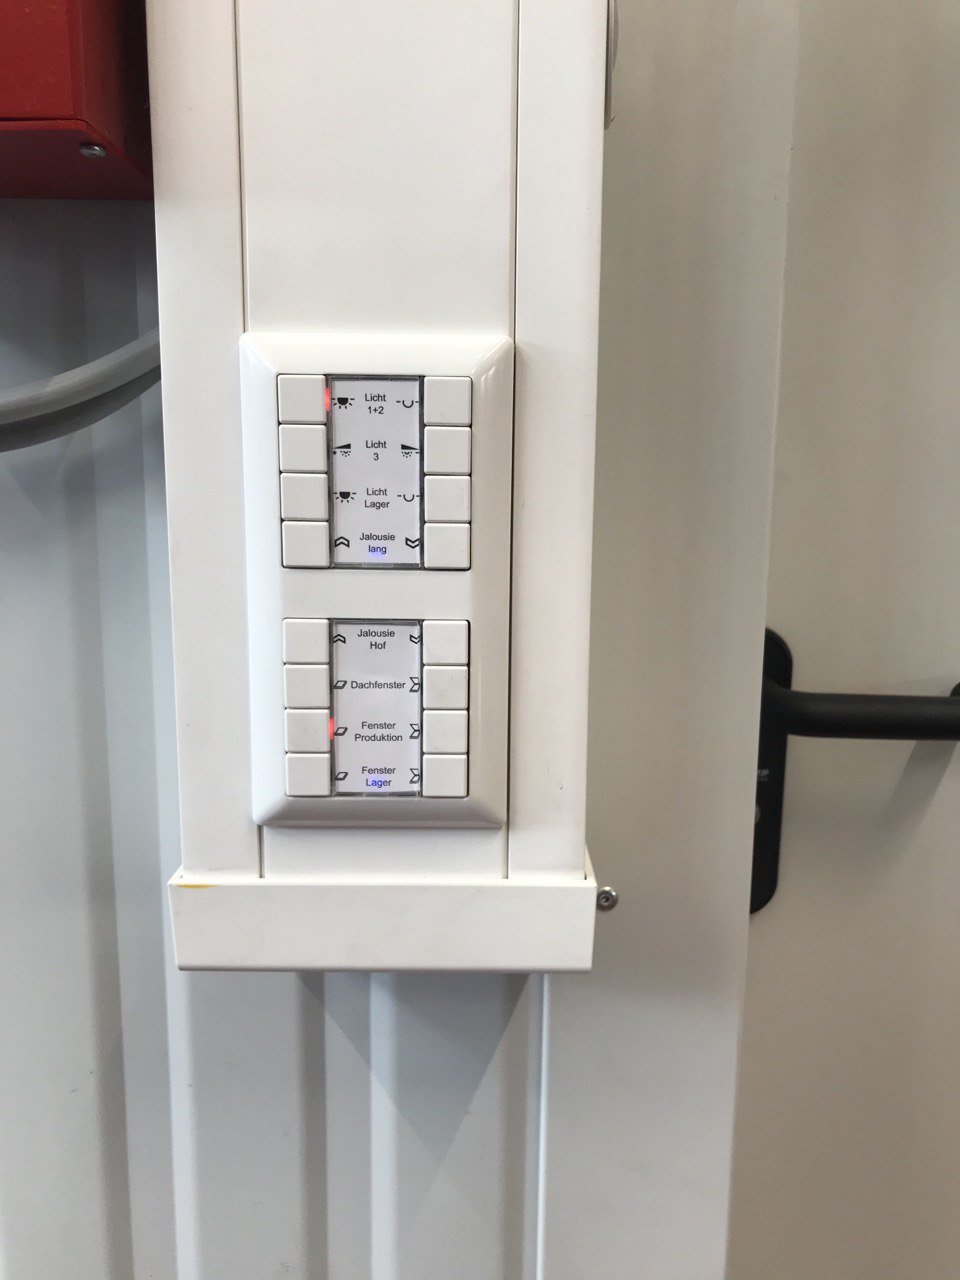 Licht
1+2
Licht
3
Licht
Lager
Jalousie
lang
Jalousie
Hof
Dachfenster
Fenster
Produktion
Fenster
Lager